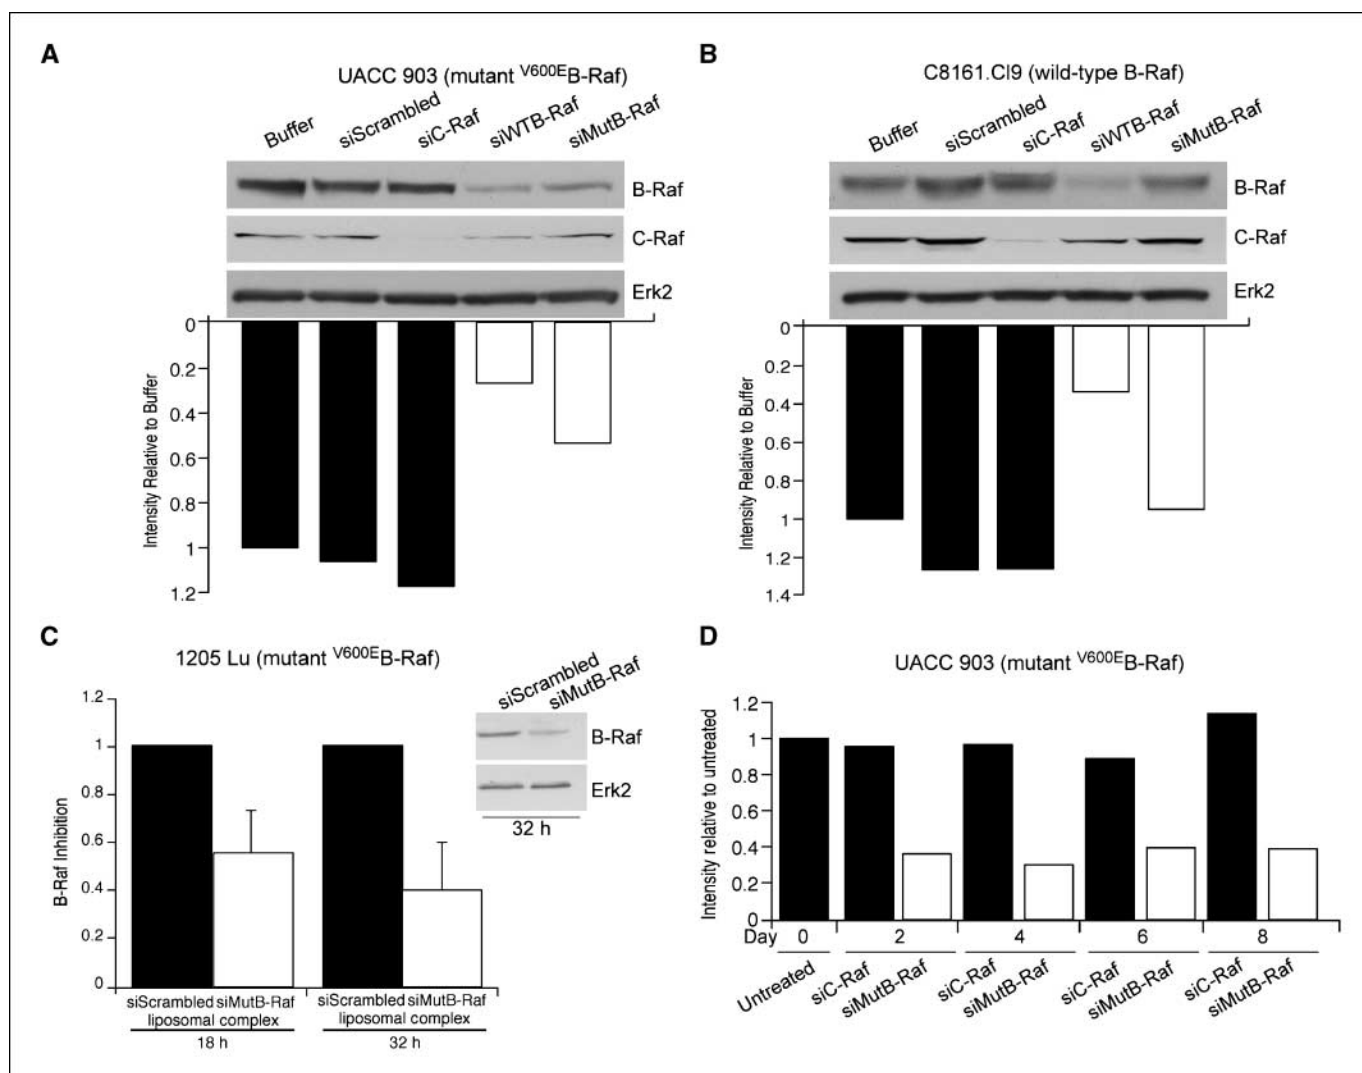 A
UACC 903 (mutant V600EB-Raf)
Buffer
siScrambled
siC-Raf
siWTB-Raf
siMutB-Raf
B-Raf
C-Raf
Erk2
Intensity Relative to Buffer
0
0.2
0.4
0.6
0.8
1
1.2
B
C8161.Cl9 (wild-type B-Raf)
Buffer
siScrambled
siC-Raf
siWTB-Raf
siMutB-Raf
B-Raf
C-Raf
Erk2
Intensity Relative to Buffer
0
0.2
0.4
0.6
0.8
1
1.2
1.4
C
1205 Lu (mutant V600EB-Raf)
siScrambled
siMutB-Raf
B-Raf
Erk2
32 h
B-Raf Inhibition
1.2
1
0.8
0.6
0.4
0.2
0
siScrambled siMutB-Raf siScrambled siMutB-Raf
liposomal complex liposomal complex
18 h 32 h
D
UACC 903 (mutant V600EB-Raf)
Intensity relative to untreated
1.2
1
0.8
0.6
0.4
0.2
0
Day 0 2 4 6 8
Untreated
siC-Raf
siMutB-Raf
siC-Raf
siMutB-Raf
siC-Raf
siMutB-Raf
siC-Raf
siMutB-Raf